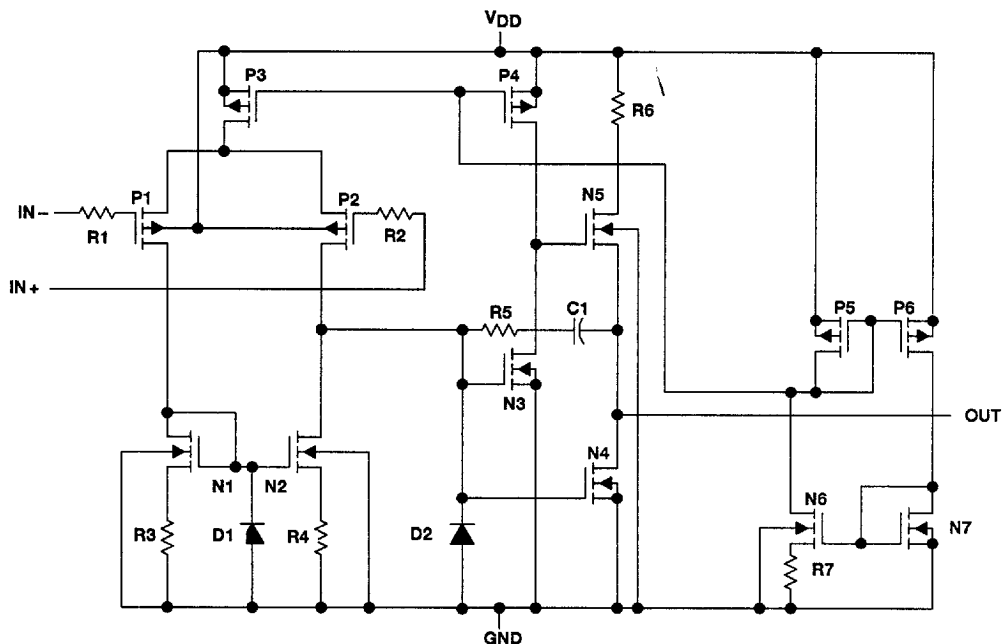 VDD
P3
P4
R6
P1
P2
N5
IN−
R1
R2
IN+
R5
C1
P5
P6
N3
OUT
N1
N2
N4
N6
N7
R3
D1
R4
D2
R7
GND